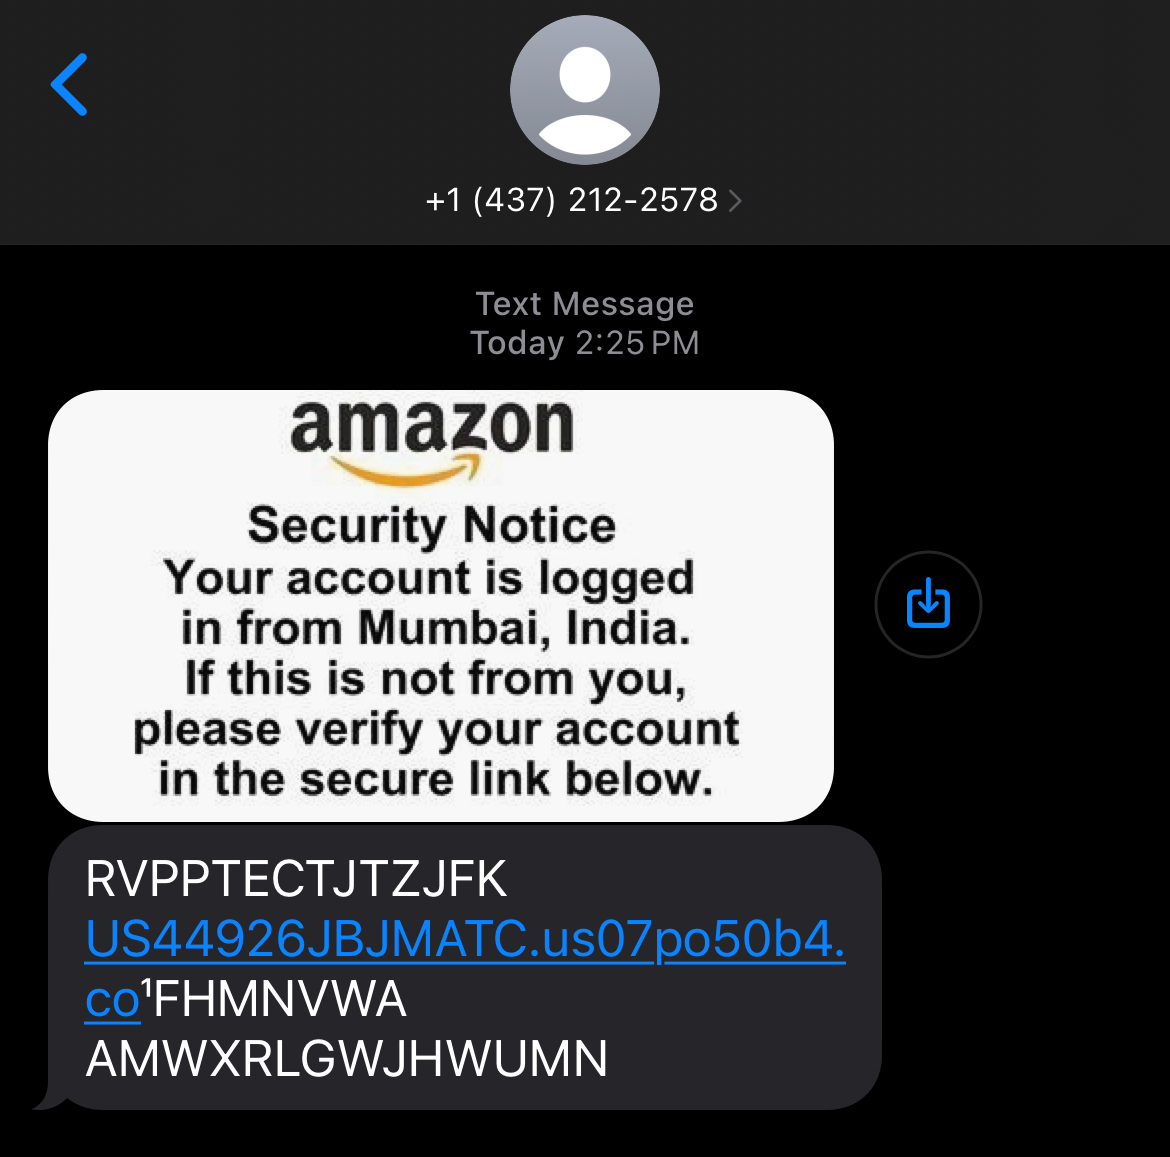 +1 (437) 212-2578
Text Message
Today 2:25 PM
amazon
Security Notice
Your account is logged
in from Mumbai, India.
If this is not from you,
please verify your account
in the secure link below.
RVPPTECTJTZJFK
US44926JBJMATC.us07po50b4.
co¹FHMNVWA
AMWXRLGWJHWUMN